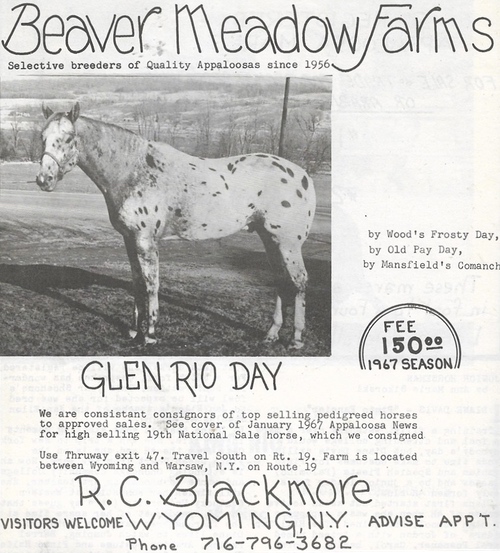 Beaver Meadow Farms
Selective breeders of Quality Appaloosas since 1956
by Wood's Frosty Day,
by Old Pay Day,
by Mansfield's Comanch
FEE
150.00
1967 SEASON
GLEN RIO DAY
We are consistant consignors of top selling pedigreed horses
to approved sales. See cover of January 1967 Appaloosa News
for high selling 19th National Sale horse, which we consigned
Use Thruway exit 47. Travel South on Rt. 19. Farm is located
between Wyoming and Warsaw, N.Y. on Route 19
R.C. Blackmore
VISITORS WELCOME WYOMING, N.Y. ADVISE APP'T.
Phone 716-796-3682